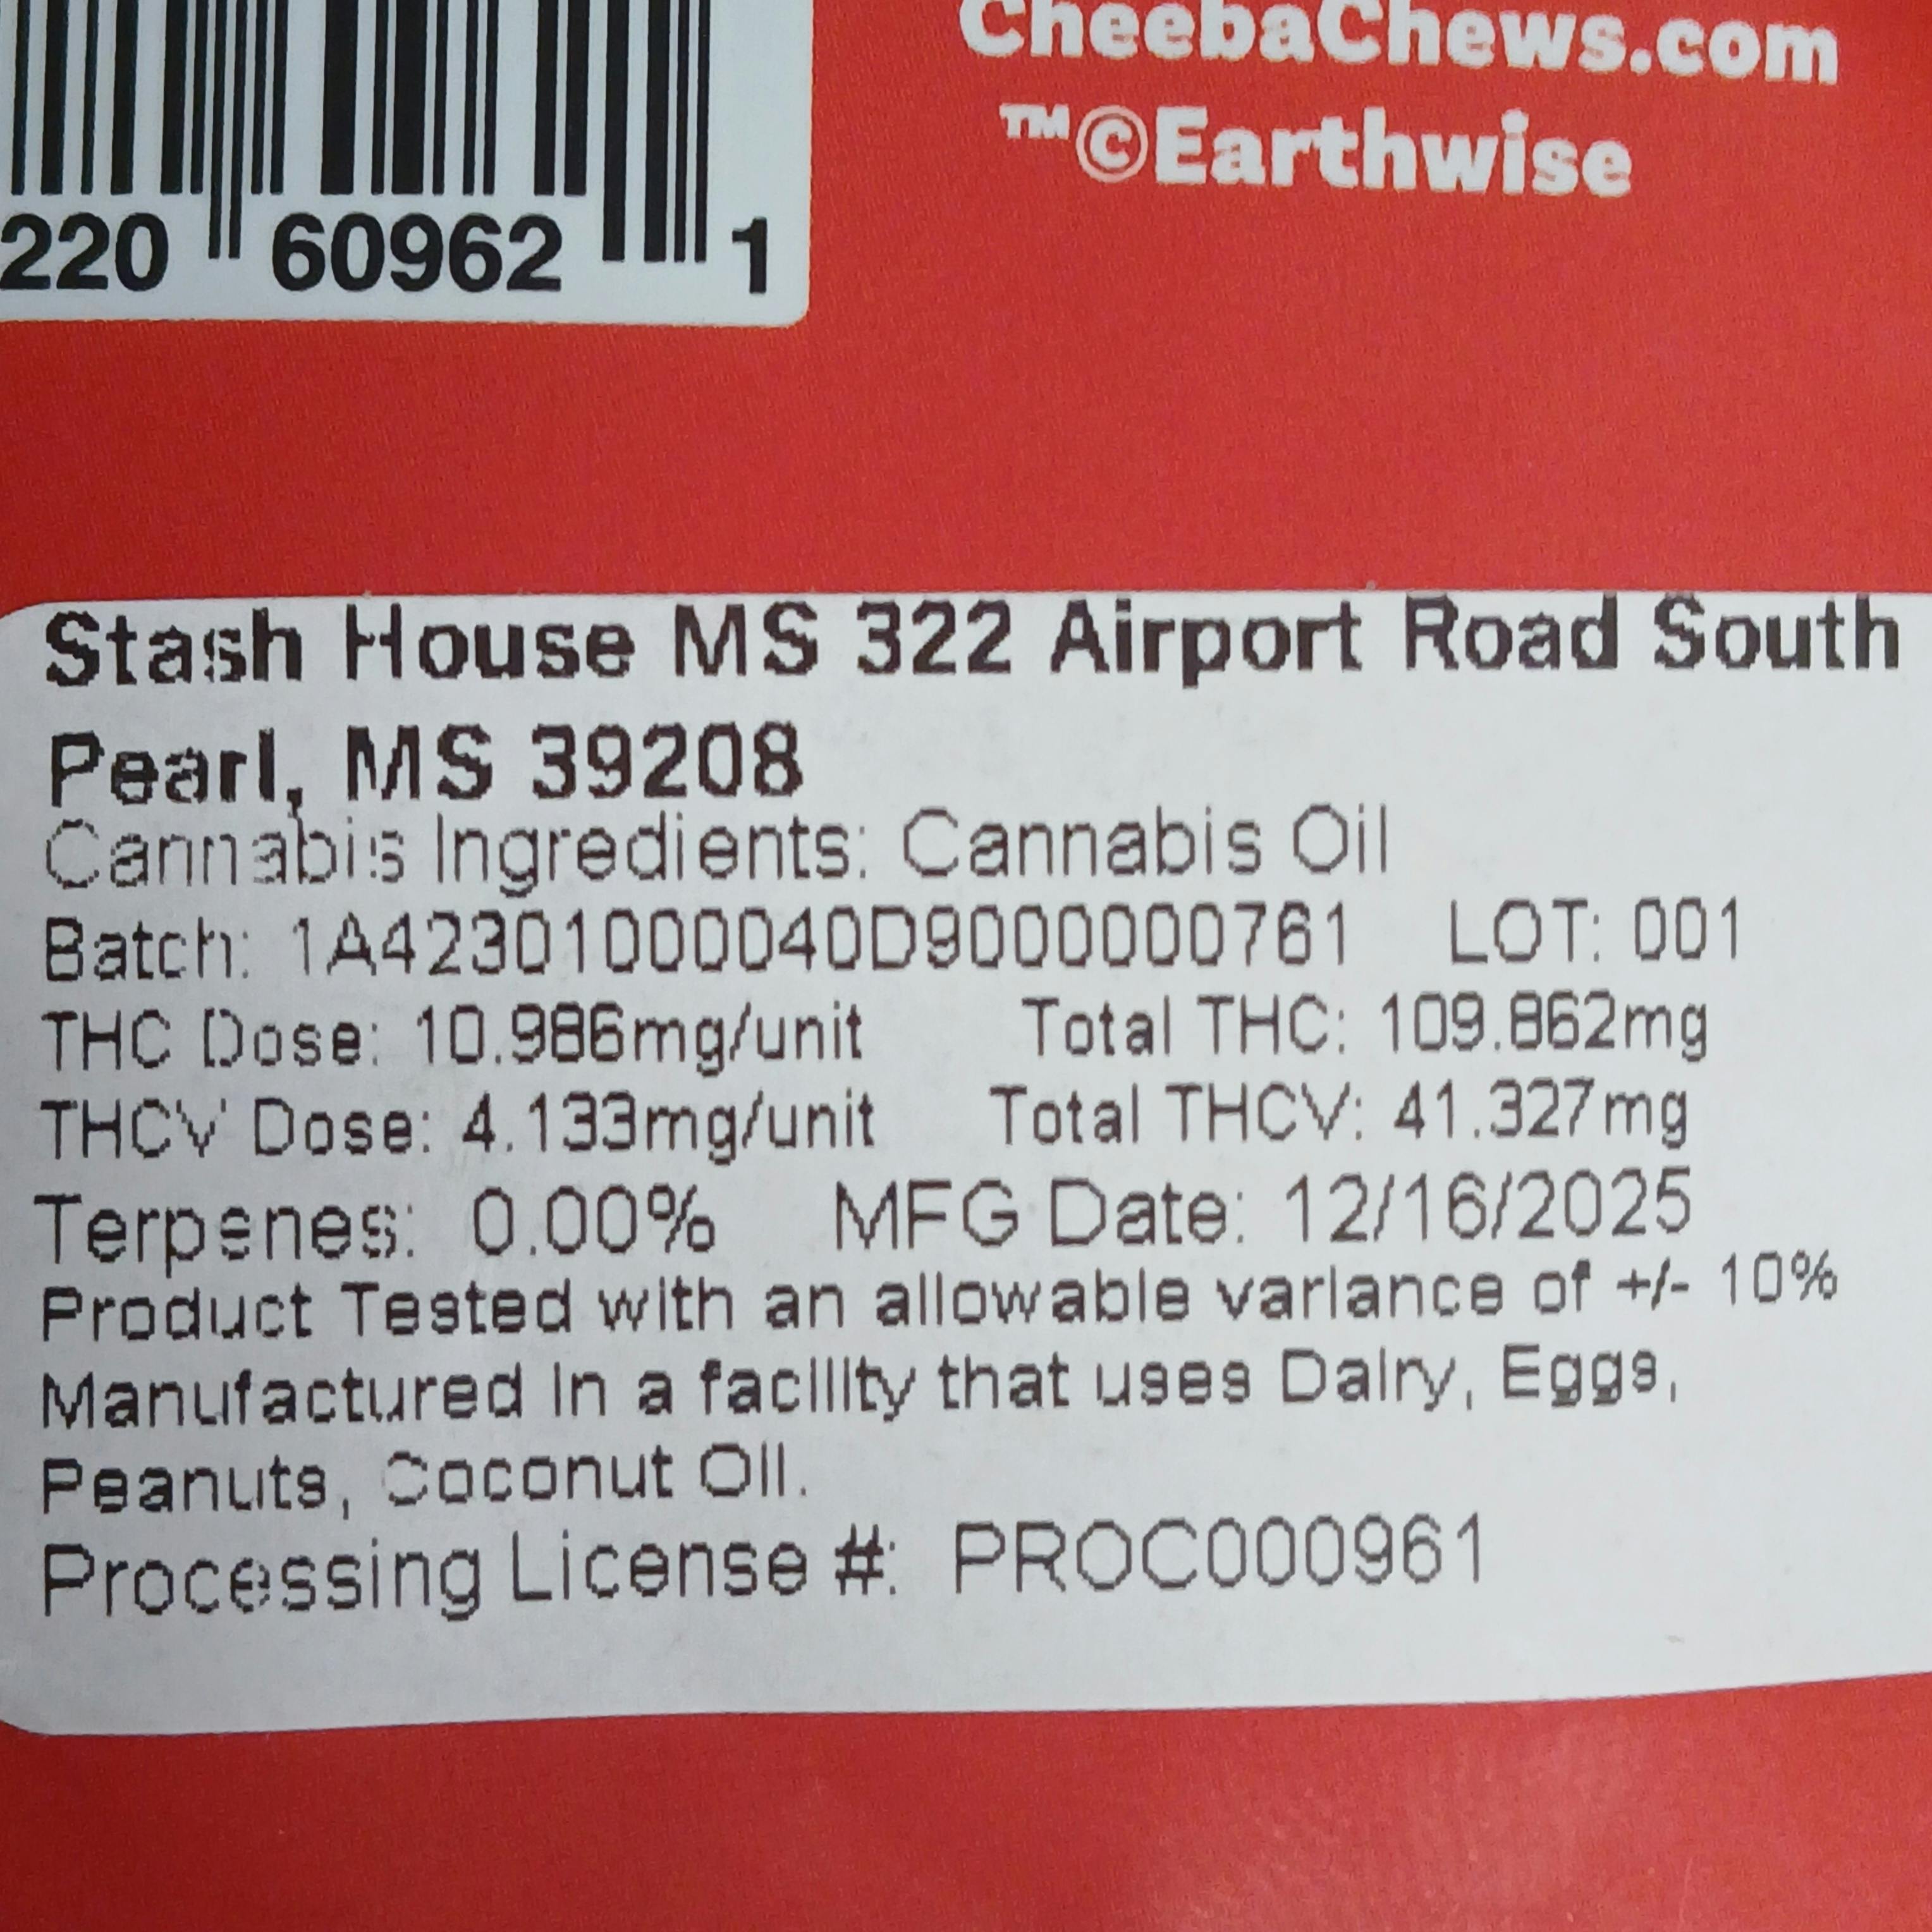 CheebaChews.com
™©Earthwise
220 60962 1
Stash House MS 322 Airport Road South
Pearl, MS 39208
Cannabis Ingredients: Cannabis Oil
Batch: 1A42301000040D9000000761 LOT: 001
THC Dose: 10.986mg/unit Total THC: 109.862mg
THCV Dose: 4.133mg/unit Total THCV: 41.327mg
Terpenes: 0.00% MFG Date: 12/16/2025
Product Tested with an allowable variance of +/- 10%
Manufactured in a facility that uses Dairy, Eggs,
Peanuts, Coconut Oil.
Processing License #: PROC000961